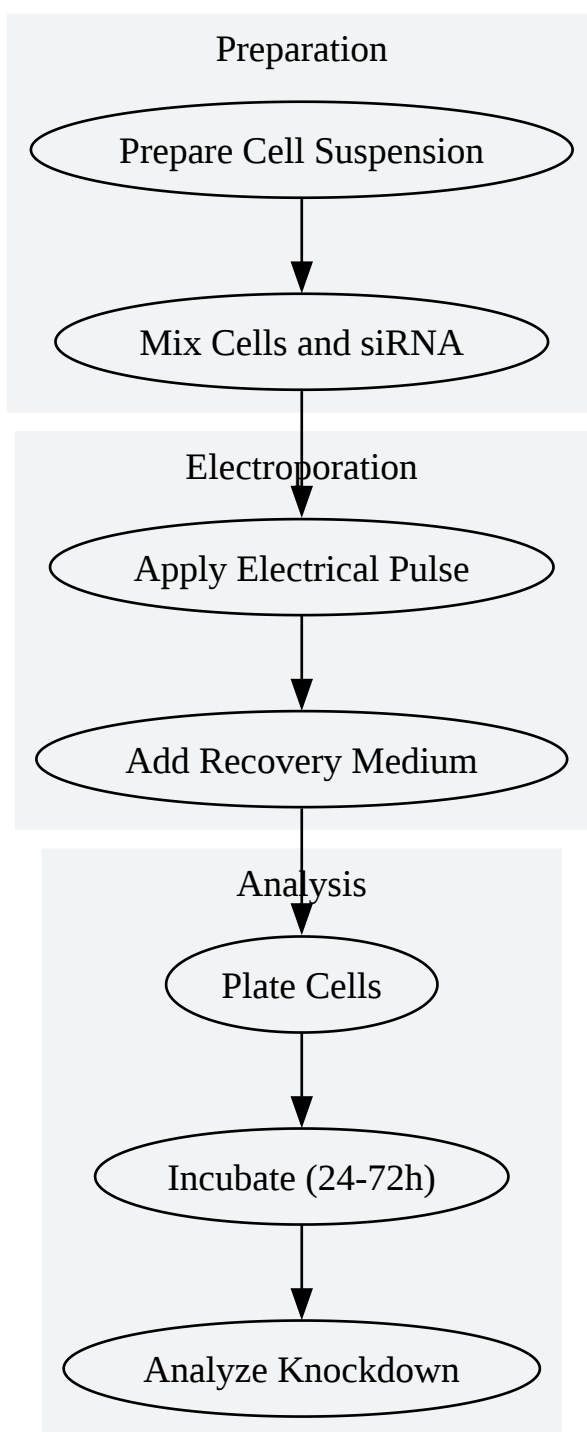 Preparation
Prepare Cell Suspension
Mix Cells and siRNA
Electroporation
Apply Electrical Pulse
Add Recovery Medium
Analysis
Plate Cells
Incubate (24-72h)
Analyze Knockdown